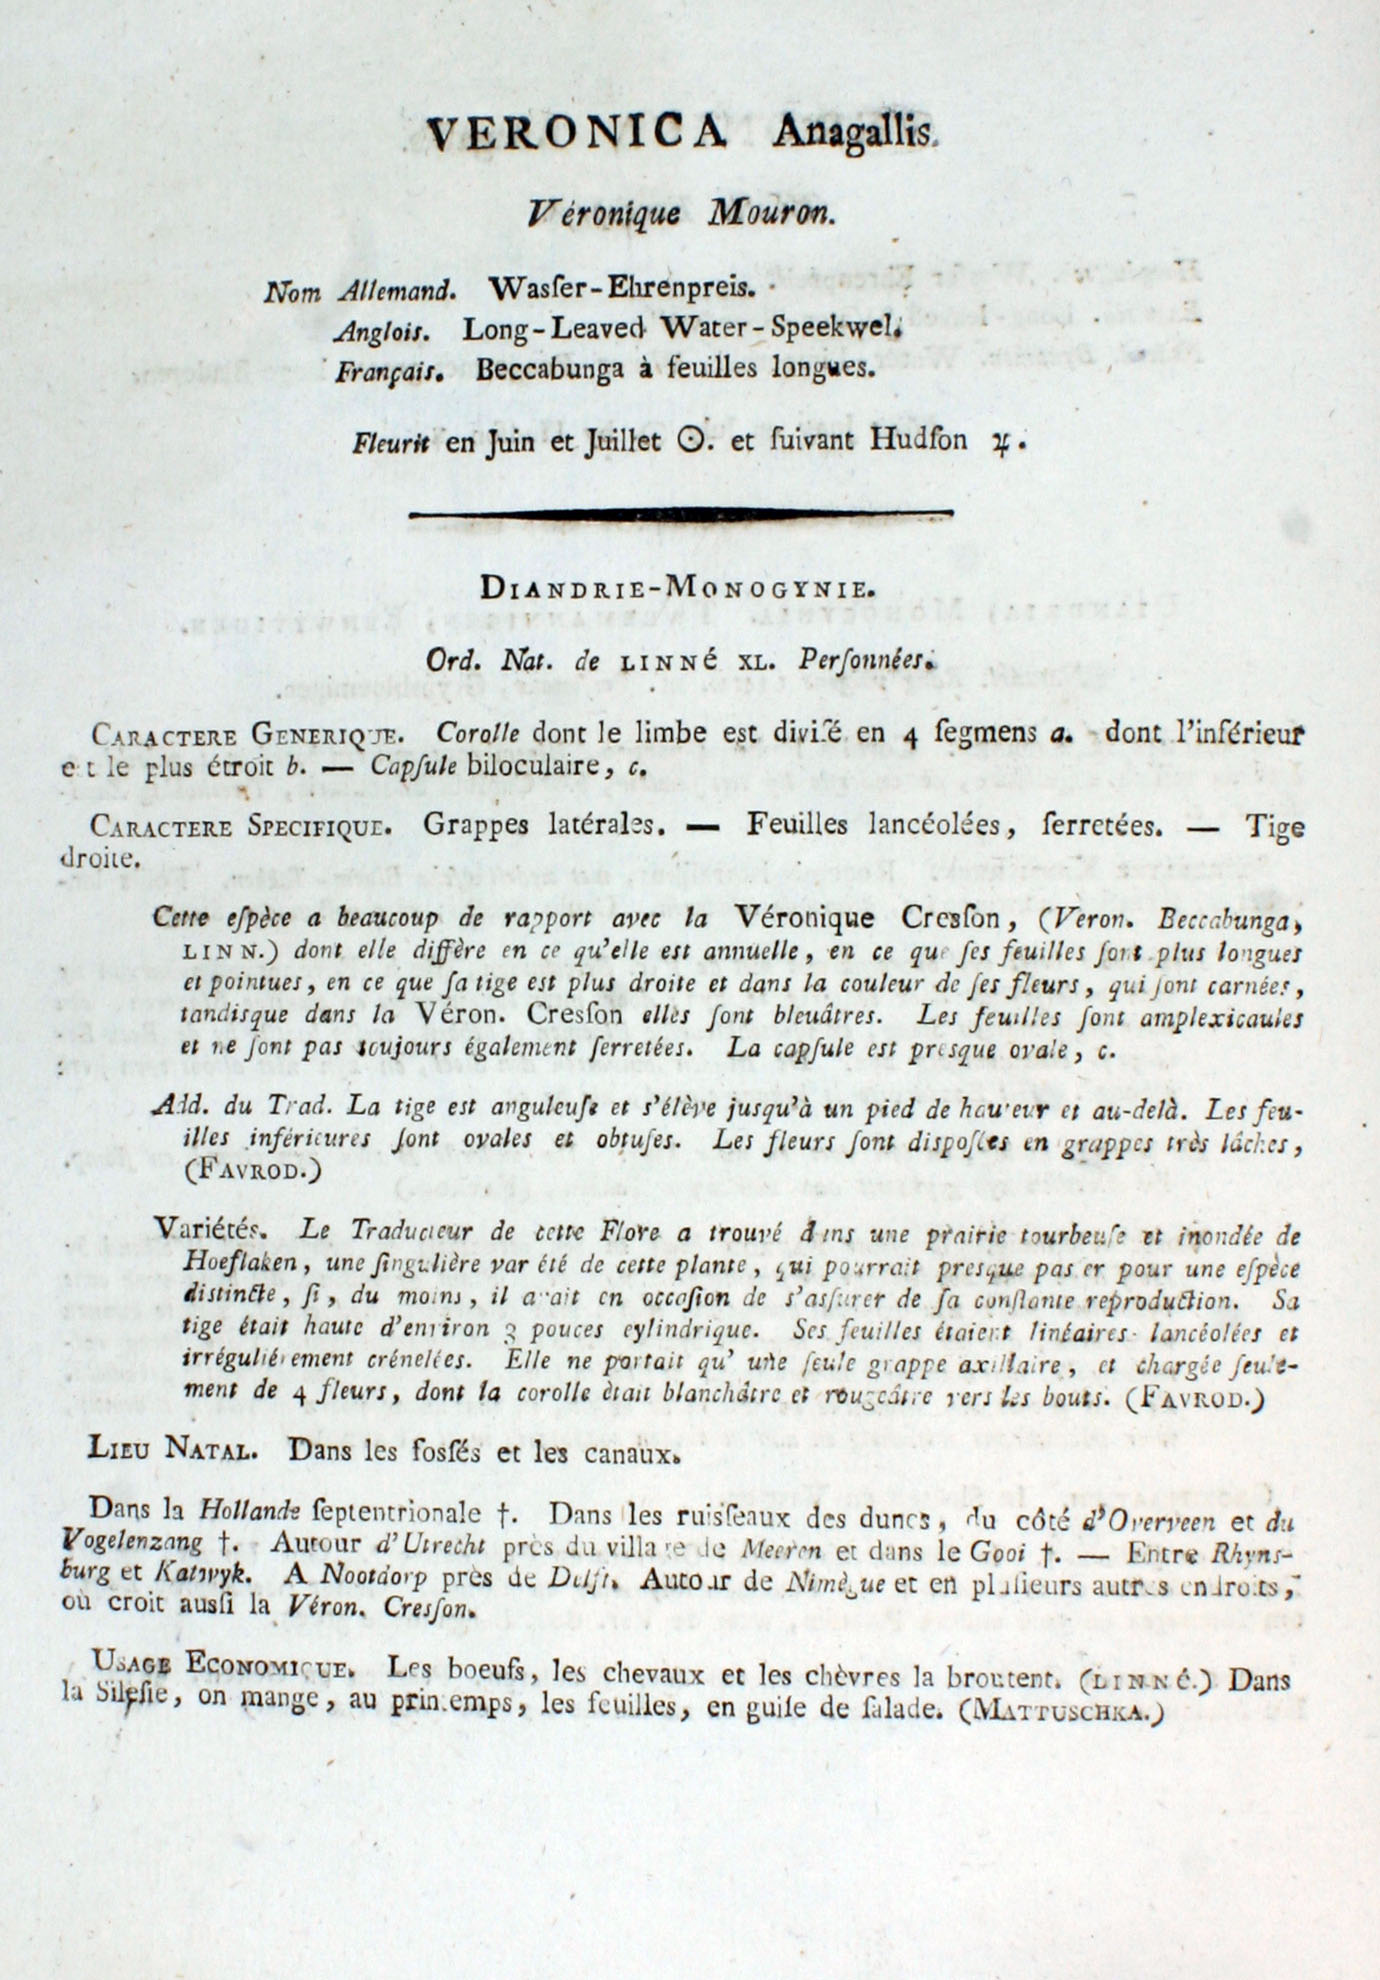 VERONICA Anagallis.
Véronique Mouron.
Nom Allemand. Wasſer-Ehrenpreis.
Anglois. Long-Leaved Water-Speekwel.
Français. Beccabunga à feuilles longues.
Fleurit en Juin et Juillet ⊙. et ſuivant Hudſon ♃.
DIANDRIE-MONOGYNIE.
Ord. Nat. de LINNé XL. Perſonnées.
CARACTERE GENERIQUE. Corolle dont le limbe est diviſé en 4 ſegmens a. dont l'inférieur
est le plus étroit b. — Capſule biloculaire, c.
CARACTERE SPECIFIQUE. Grappes latérales. — Feuilles lancéolées, ſerretées. — Tige
droite.
Cette eſpèce a beaucoup de rapport avec la Véronique Cresſon, (Veron. Beccabunga,
LINN.) dont elle diffère en ce qu'elle est annuelle, en ce que ſes feuilles ſont plus longues
et pointues, en ce que ſa tige est plus droite et dans la couleur de ſes fleurs, qui ſont carnées,
tandisque dans la Véron. Cresſon elles ſont bleuâtres. Les feuilles ſont amplexicaules
et ne ſont pas toujours également ſerretées. La capſule est presque ovale, c.
Add. du Trad. La tige est anguleuſe et s'élève jusqu'à un pied de hauteur et au-delà. Les feu-
illes inférieures ſont ovales et obtuſes. Les fleurs ſont dispoſées en grappes très lâches,
(FAVROD.)
Variétés. Le Traducteur de cette Flore a trouvé dans une prairie tourbeuſe et inondée de
Hoeflaken, une ſingulière variété de cette plante, qui pourrait presque pasſer pour une eſpèce
distincte, ſi, du moins, il avait en occaſion de s'asſurer de ſa conſtante reproduction. Sa
tige était haute d'environ 3 pouces cylindrique. Ses feuilles étaient linéaires-lancéolées et
irréguliérement crénelées. Elle ne portait qu' une ſeule grappe axillaire, et chargée ſeule-
ment de 4 fleurs, dont la corolle ètait blanchâtre et rougeâtre vers les bouts. (FAVROD.)
LIEU NATAL. Dans les fosſés et les canaux.
Dans la Hollande ſeptentrionale †. Dans les ruisſeaux des dunes, du côté d'Overveen et du
Vogelenzang †. Autour d'Utrecht près du village de Meeren et dans le Gooi †. — Entre Rhyns-
burg et Katwyk. A Nootdorp près de Delft. Autour de Nimègue et en pluſieurs autres endroits,
où croit ausſi la Véron. Cresſon.
USAGE ECONOMIQUE. Les boeufs, les chevaux et les chèvres la broutent. (LINNé.) Dans
la Siléſie, on mange, au printemps, les feuilles, en guiſe de ſalade. (MATTUSCHKA.)